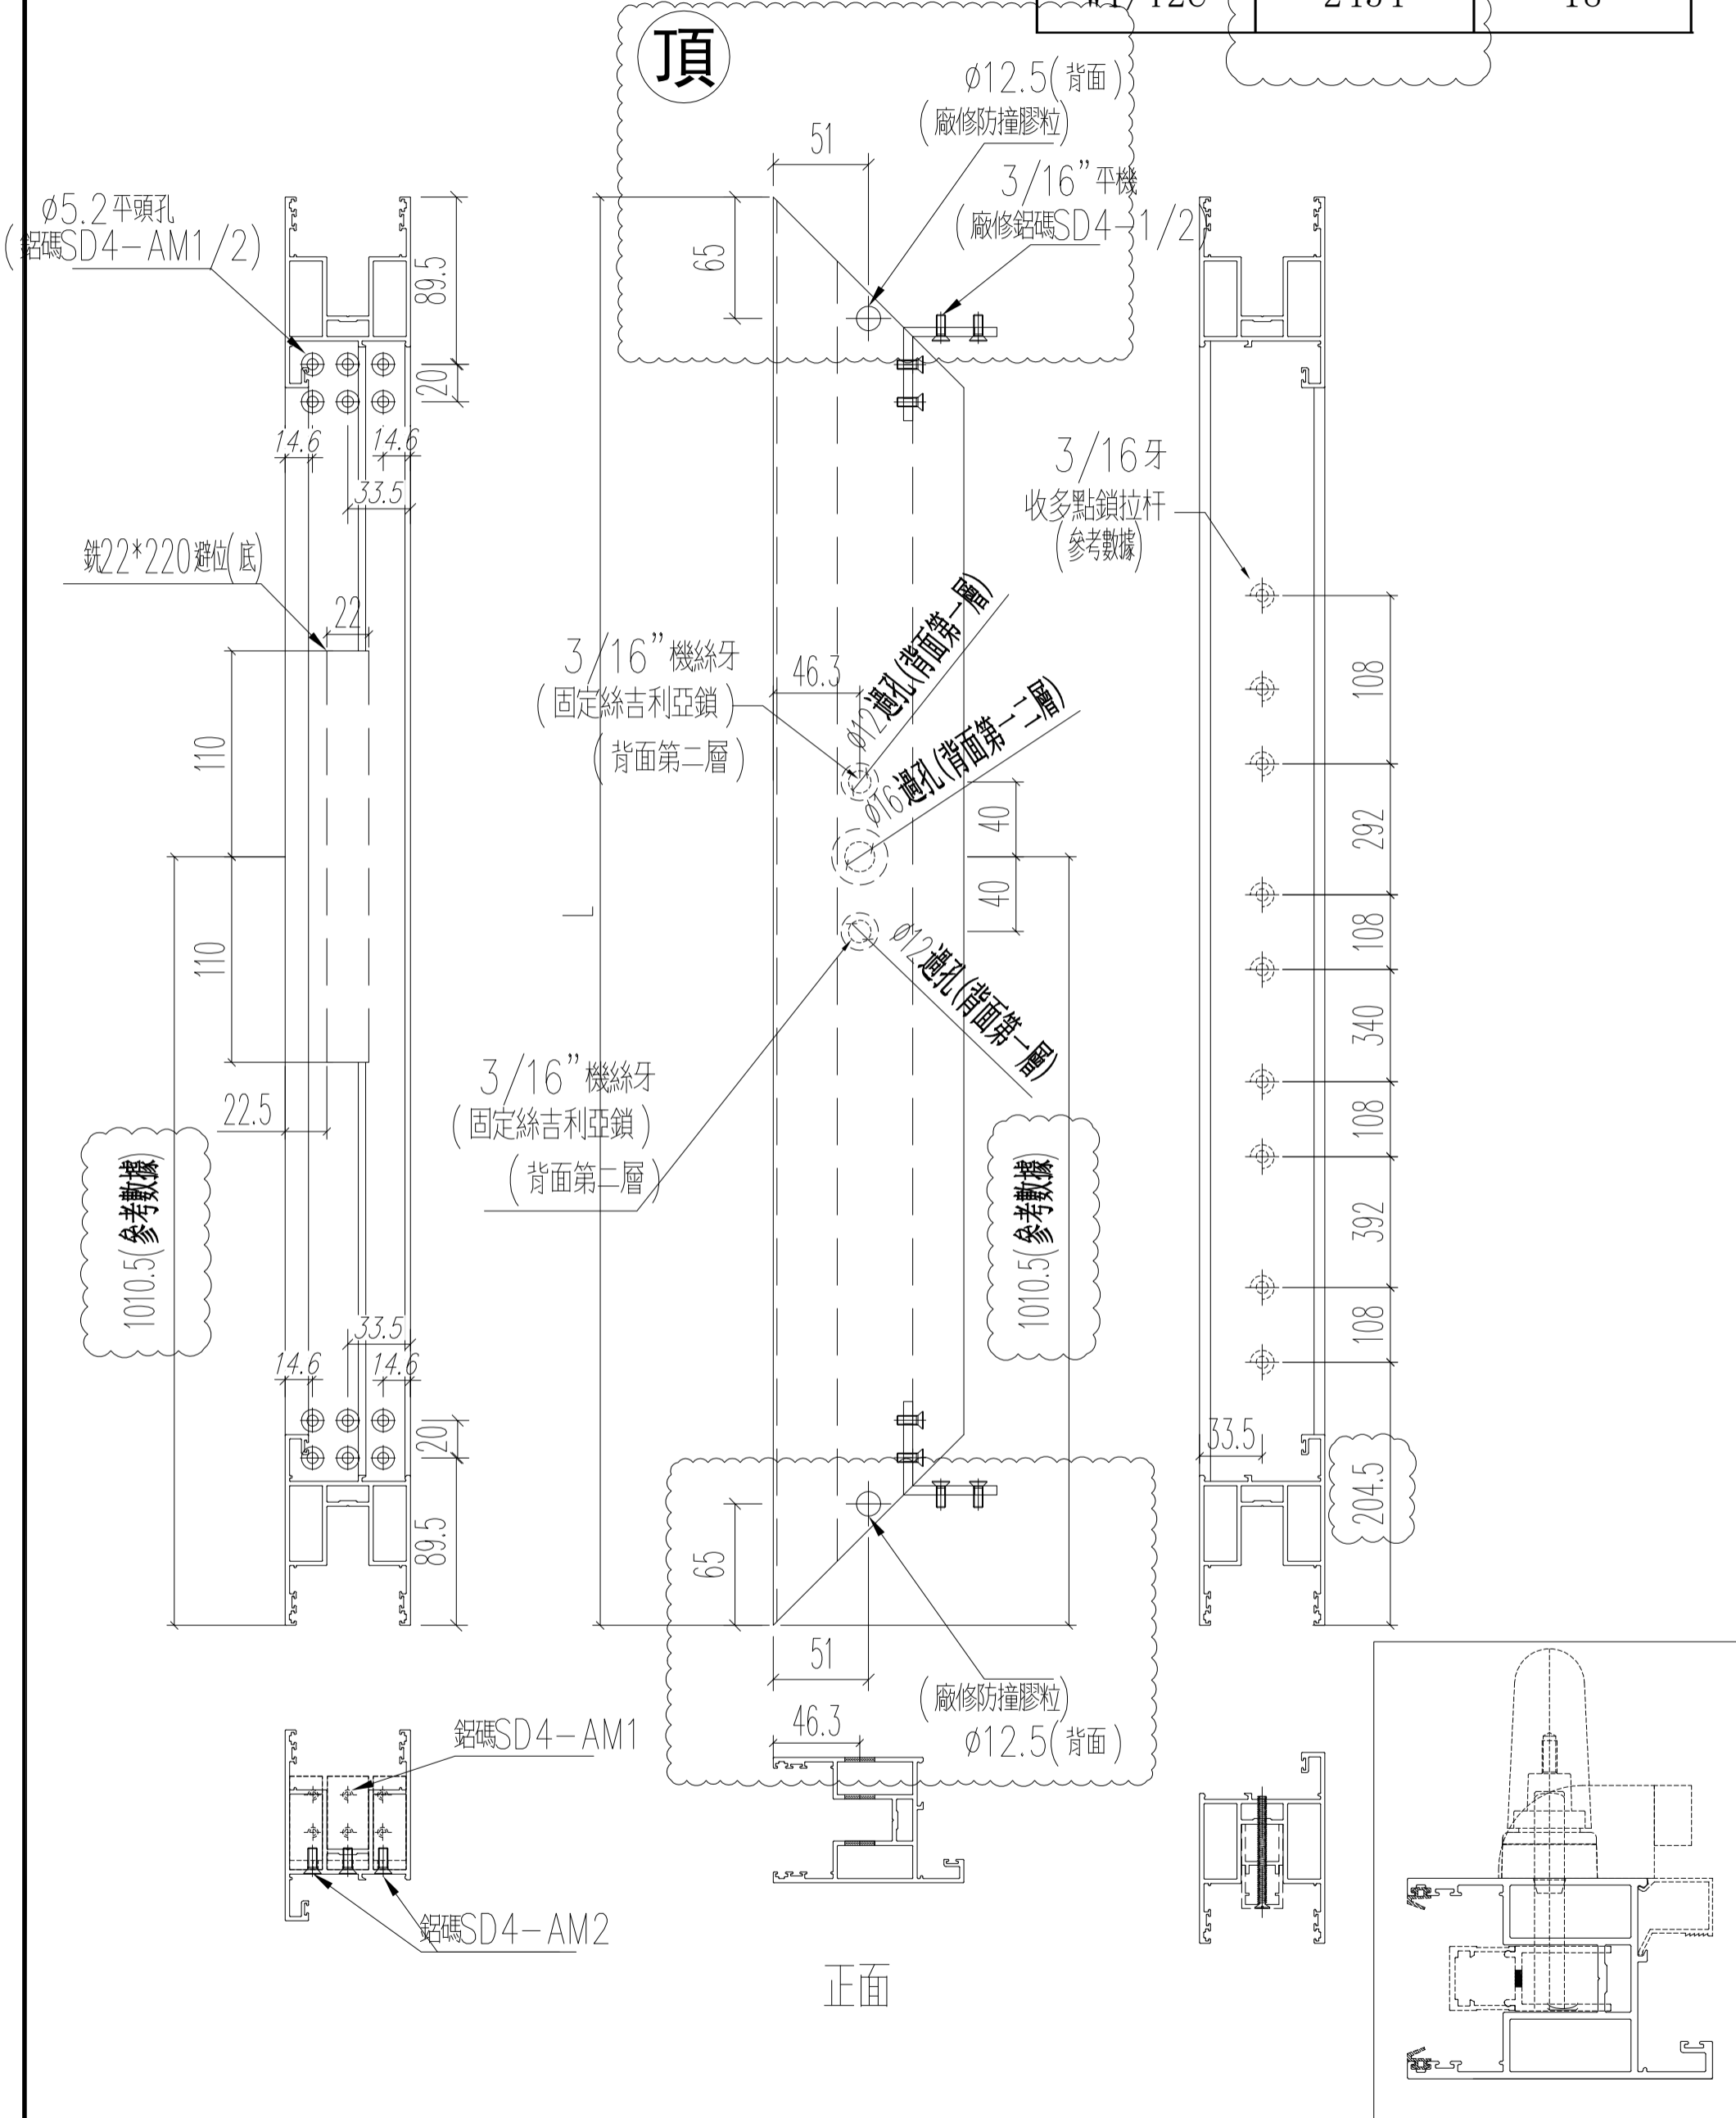 頂
ø12.5(背面)
(廠修防撞膠粒)
51
3/16"平機
(廠修鋁碼SD4-1/2)
65
ø5.2平頭孔
(鋁碼SD4-AM1/2)
89.5
20
14.6
14.6
33.5
銑22*220避位(底)
22
110
110
22.5
1010.5(參考數據)
33.5
14.6
14.6
20
89.5
3/16"機絲牙
(固定絲吉利亞鎖)
(背面第二層)
46.3
ø12過孔(背面第一層)
ø16過孔(背面第一二層)
40
40
L
ø12過孔(背面第一層)
3/16"機絲牙
(固定絲吉利亞鎖)
(背面第二層)
1010.5(參考數據)
65
51
(廠修防撞膠粒)
ø12.5(背面)
3/16牙
收多點鎖拉杆
(參考數據)
108
292
108
340
108
392
108
33.5
204.5
鋁碼SD4-AM1
鋁碼SD4-AM2
46.3
正面